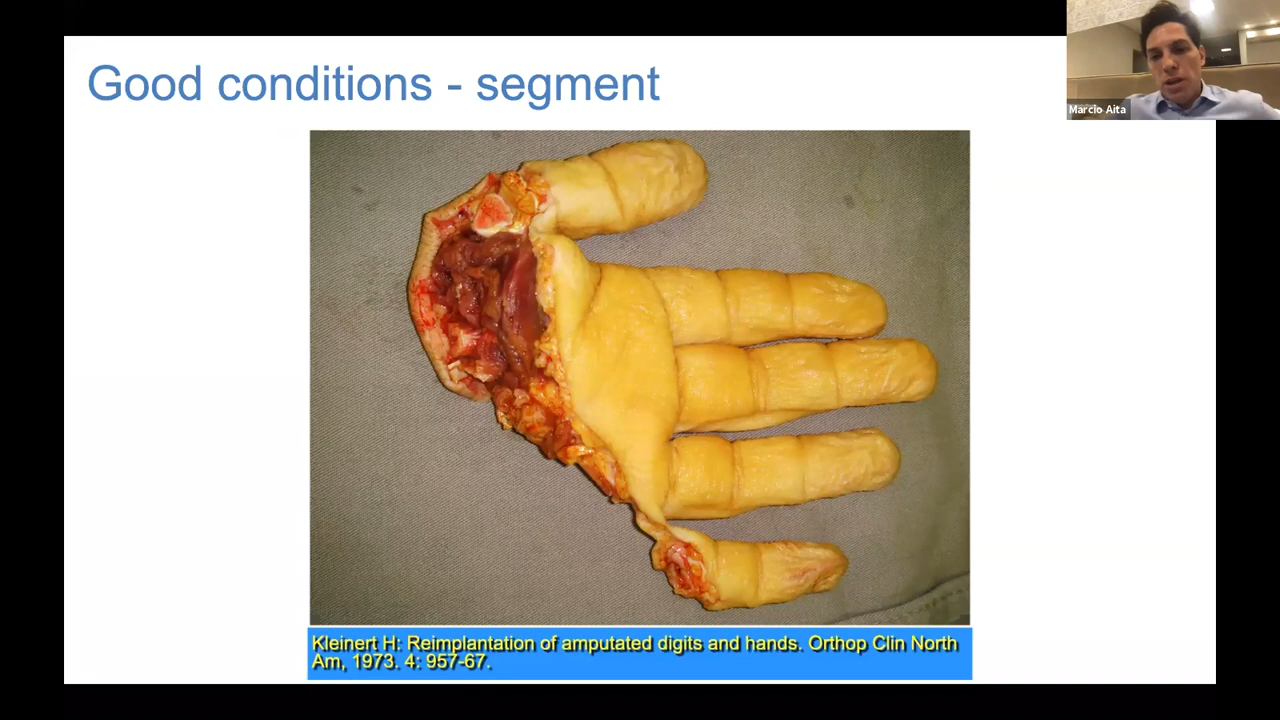 Good conditions - segment
Marcio Aita
Kleinert H: Reimplantation of amputated digits and hands. Orthop Clin North
Am, 1973. 4: 957-67.